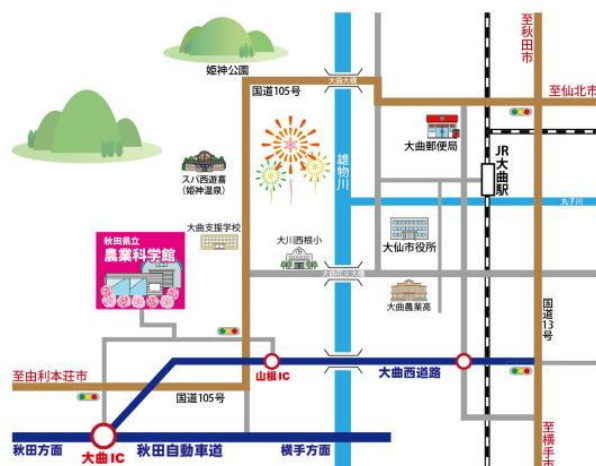 至秋田市
姫神公園
大曲大橋
国道105号
至仙北市
大曲郵便局
JR大曲駅
雄物川
スパ西遊喜
(姫神温泉)
丸子川
大曲支援学校
大川西根小
大仙市役所
秋田県立
農業科学館
大曲農業高
国道13号
山根IC
大曲西道路
至由利本荘市
国道105号
至横手市
秋田方面
大曲IC
秋田自動車道
横手方面